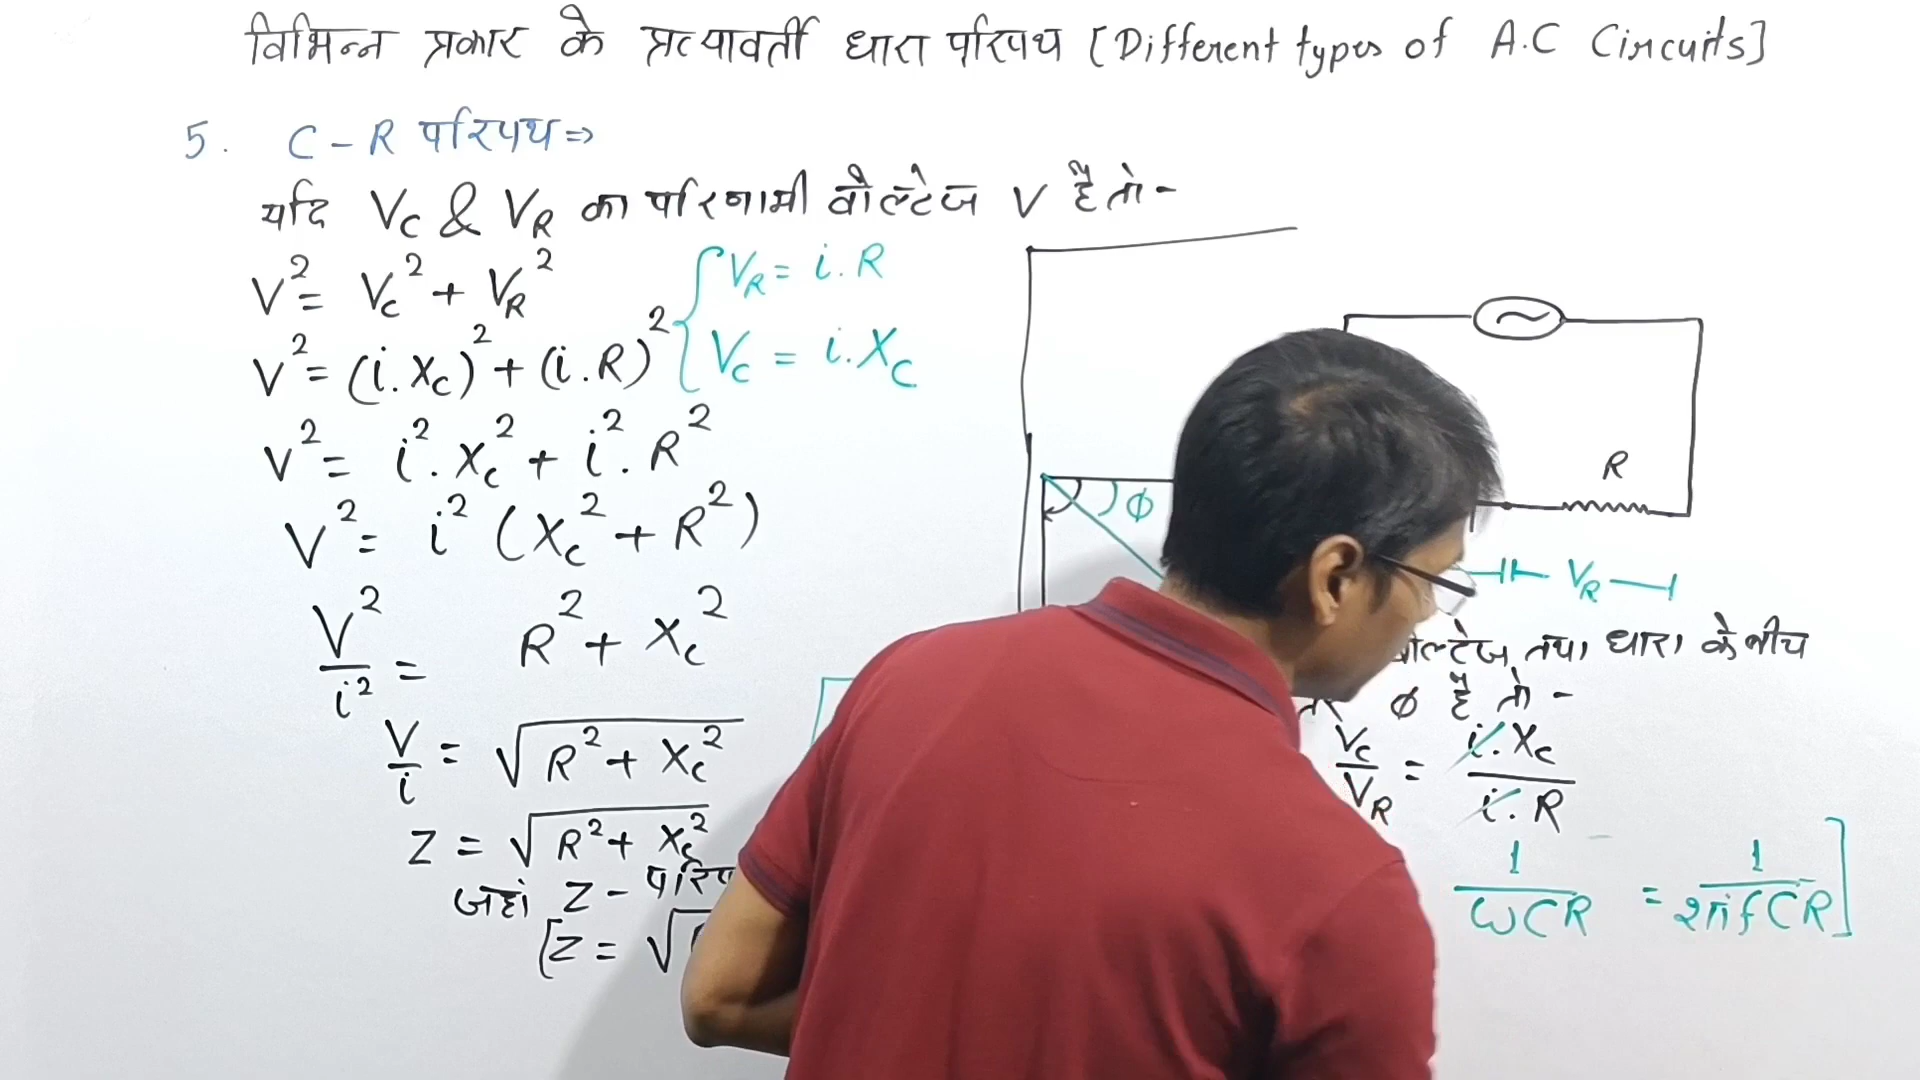 विभिन्न प्रकार के प्रत्यावर्ती धारा परिपथ [Different types of A.C Circuits]
5. C-R परिपथ⇒
यदि Vc & VR का परिणामी वोल्टेज V है तो-
V² = Vc² + VR²
VR = i.R
Vc = i.Xc
V² = (i.Xc)² + (i.R)²
V² = i².Xc² + i².R²
V² = i² (Xc² + R²)
V²/i² = R² + Xc²
V/i = √R² + Xc²
Z = √R² + Xc²
जहां Z -
[Z = √
R
ϕ
VR
वोल्टेज तथा धारा के बीच
ϕ है तो -
Vc/VR = i.Xc/i.R
1/ωCR = 1/2πfCR]